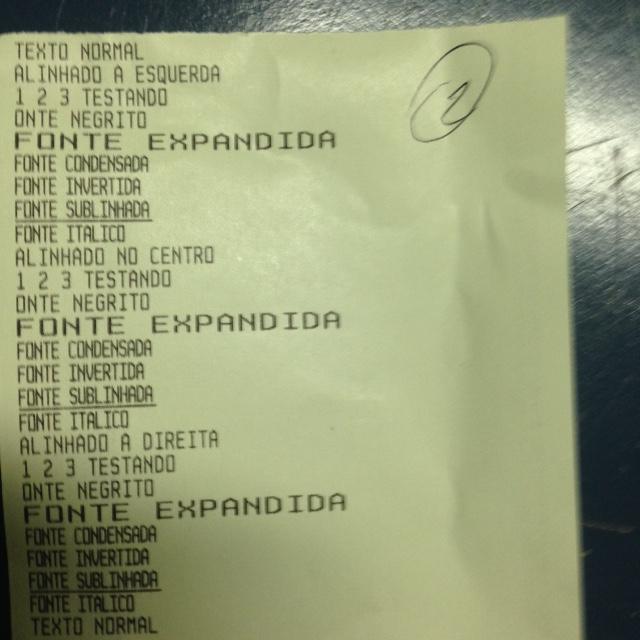 TEXTO NORMAL
ALINHADO A ESQUERDA
1 2 3 TESTANDO
ONTE NEGRITO
FONTE EXPANDIDA
FONTE CONDENSADA
FONTE INVERTIDA
FONTE SUBLINHADA
FONTE ITALICO
ALINHADO NO CENTRO
1 2 3 TESTANDO
ONTE NEGRITO
FONTE EXPANDIDA
FONTE CONDENSADA
FONTE INVERTIDA
FONTE SUBLINHADA
FONTE ITALICO
ALINHADO A DIREITA
1 2 3 TESTANDO
ONTE NEGRITO
FONTE EXPANDIDA
FONTE CONDENSADA
FONTE INVERTIDA
FONTE SUBLINHADA
FONTE ITALICO
TEXTO NORMAL
1